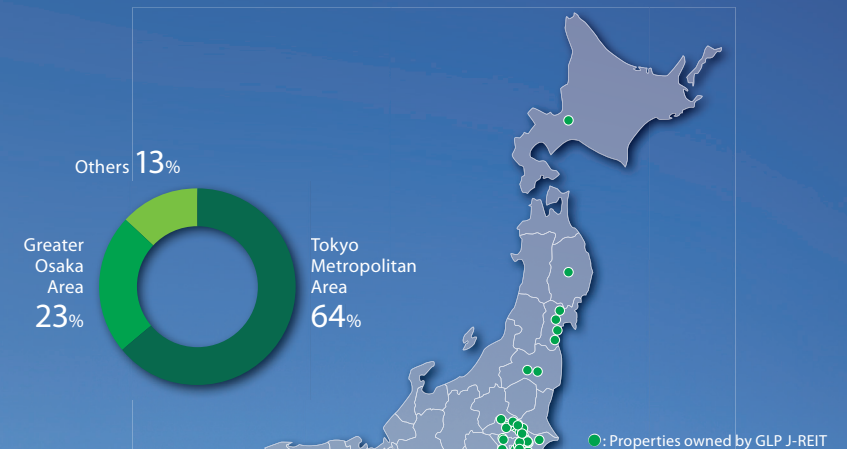 Others 13%
Greater
Osaka
Area
23%
Tokyo
Metropolitan
Area
64%
: Properties owned by GLP J-REIT